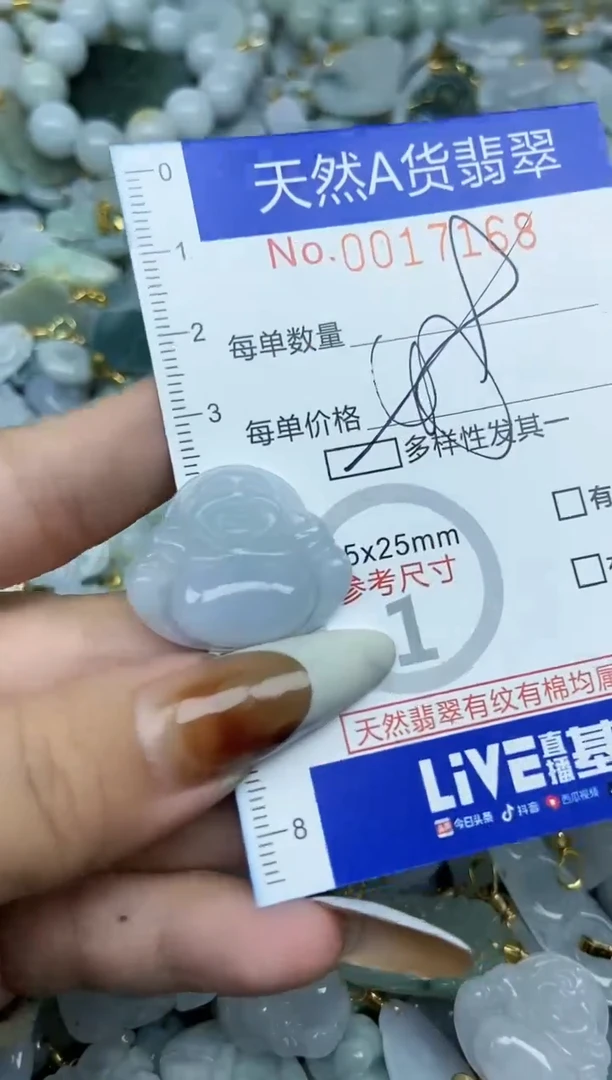 0
天然A货翡翠
No.0017168
1
2
每单数量
3
每单价格
多样性发其一
有
5x25mm
参考尺寸
1
天然翡翠有纹有棉均属
LiVE直播基
今日头条 抖音 西瓜视频
8